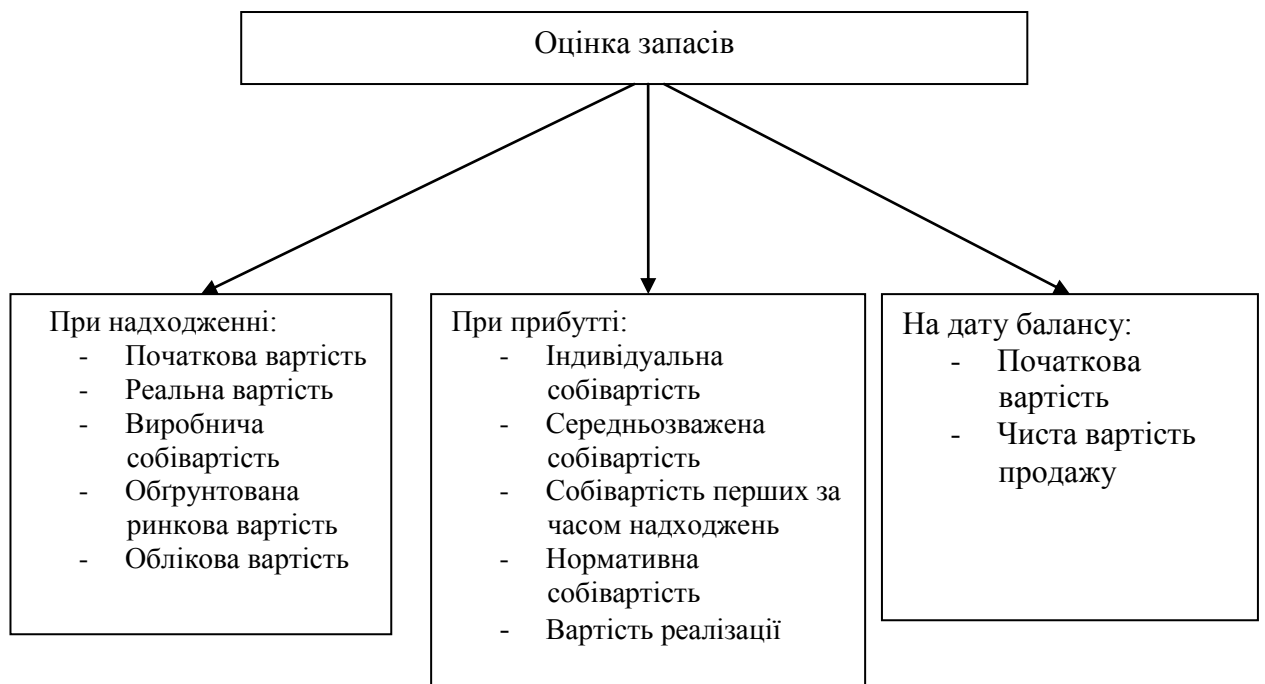 Оцінка запасів
При надходженні:
- Початкова вартість
- Реальна вартість
- Виробнича
собівартість
- Обґрунтована
ринкова вартість
- Облікова вартість
При прибутті:
- Індивідуальна
собівартість
- Середньозважена
собівартість
- Собівартість перших за
часом надходжень
- Нормативна
собівартість
- Вартість реалізації
На дату балансу:
- Початкова
вартість
- Чиста вартість
продажу